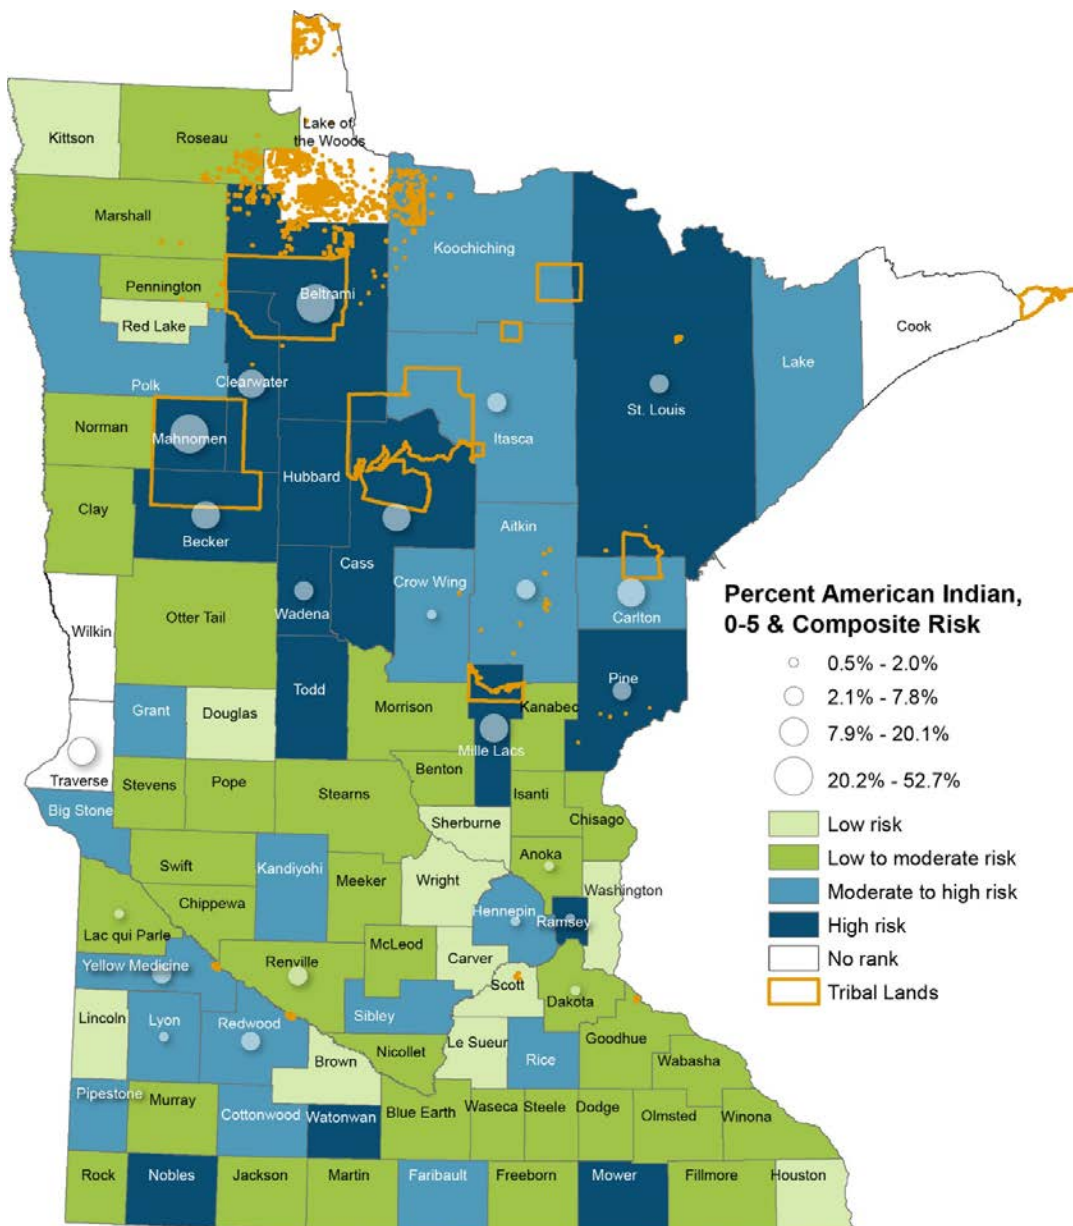 Kittson
Roseau
Lake of
the Woods
Marshall
Koochiching
Pennington
Beltrami
Red Lake
Cook
Lake
Polk
Clearwater
St. Louis
Norman
Mahnomen
Itasca
Hubbard
Clay
Aitkin
Becker
Cass
Crow Wing
Wadena
Carlton
Otter Tail
Wilkin
Pine
Todd
Grant
Douglas
Morrison
Kanabec
Mille Lacs
Traverse
Benton
Stevens
Pope
Stearns
Isanti
Big Stone
Chisago
Sherburne
Anoka
Swift
Kandiyohi
Meeker
Wright
Washington
Chippewa
Hennepin
Ramsey
Lac qui Parle
McLeod
Carver
Yellow Medicine
Renville
Scott
Dakota
Lincoln
Lyon
Redwood
Sibley
Goodhue
Le Sueur
Rice
Brown
Nicollet
Wabasha
Pipestone
Murray
Cottonwood
Watonwan
Blue Earth
Waseca
Steele
Dodge
Olmsted
Winona
Rock
Nobles
Jackson
Martin
Faribault
Freeborn
Mower
Fillmore
Houston
Percent American Indian,
0-5 & Composite Risk
0.5% - 2.0%
2.1% - 7.8%
7.9% - 20.1%
20.2% - 52.7%
Low risk
Low to moderate risk
Moderate to high risk
High risk
No rank
Tribal Lands